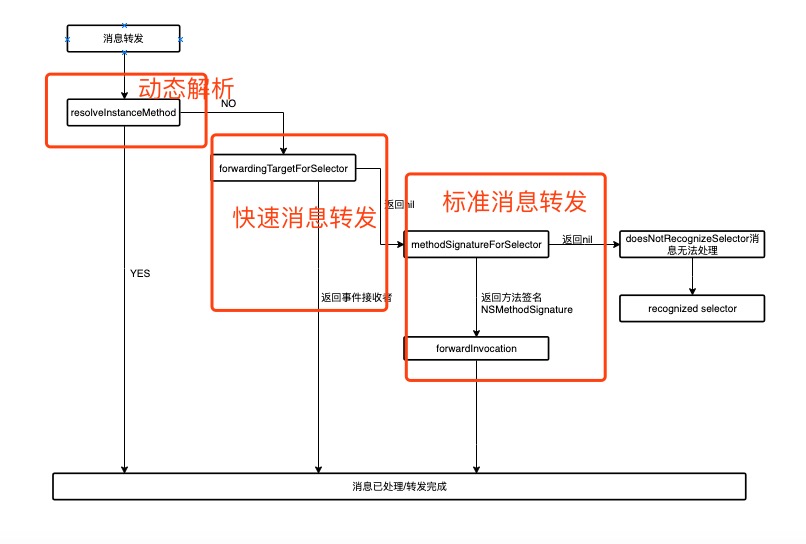 消息转发
动态解析
resolveInstanceMethod
NO
forwardingTargetForSelector
返回nil
快速消息转发
标准消息转发
methodSignatureForSelector
返回nil
doesNotRecognizeSelector消
息无法处理
YES
返回事件接收者
返回方法签名
NSMethodSignature
recognized selector
forwardInvocation
消息已处理/转发完成